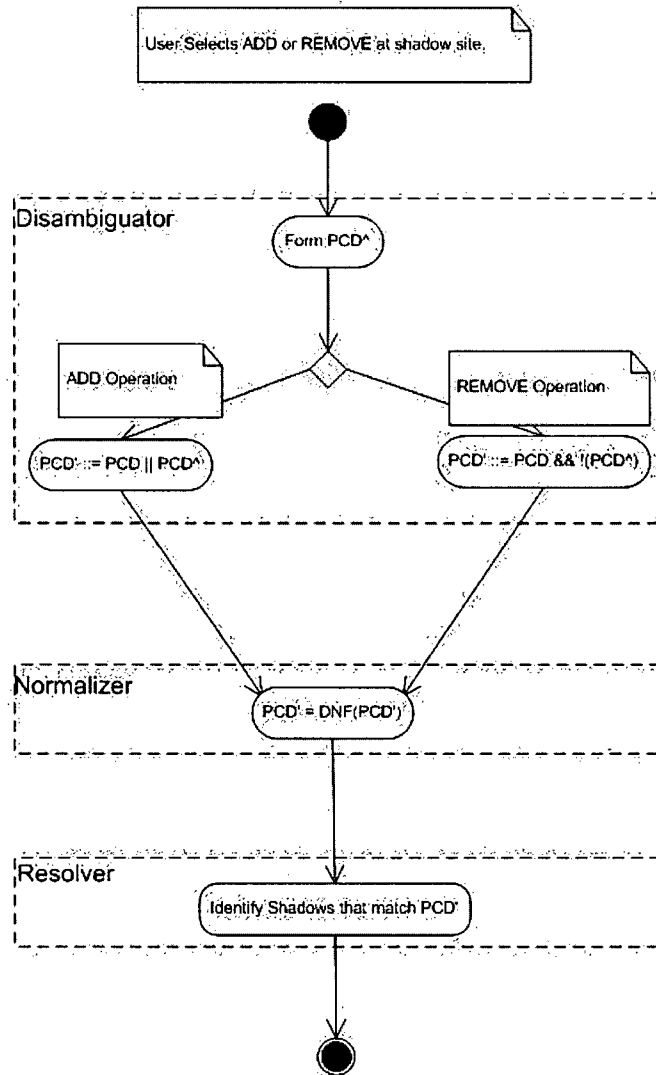 User Selects ADD or REMOVE at shadow site.
Disambiguator
Form PCD^
ADD Operation
REMOVE Operation
PCD' ::= PCD || PCD^
PCD' ::= PCD && !(PCD^)
Normalizer
PCD' = DNF(PCD')
Resolver
Identify Shadows that match PCD'